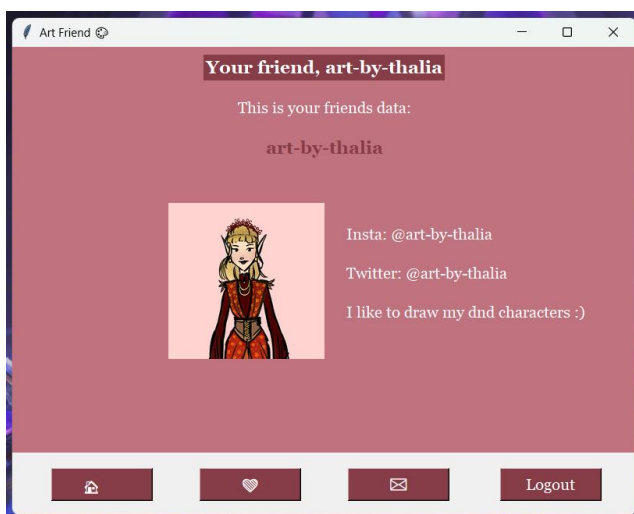 Art Friend
Your friend, art-by-thalia
This is your friends data:
art-by-thalia
Insta: @art-by-thalia
Twitter: @art-by-thalia
I like to draw my dnd characters :)
Logout